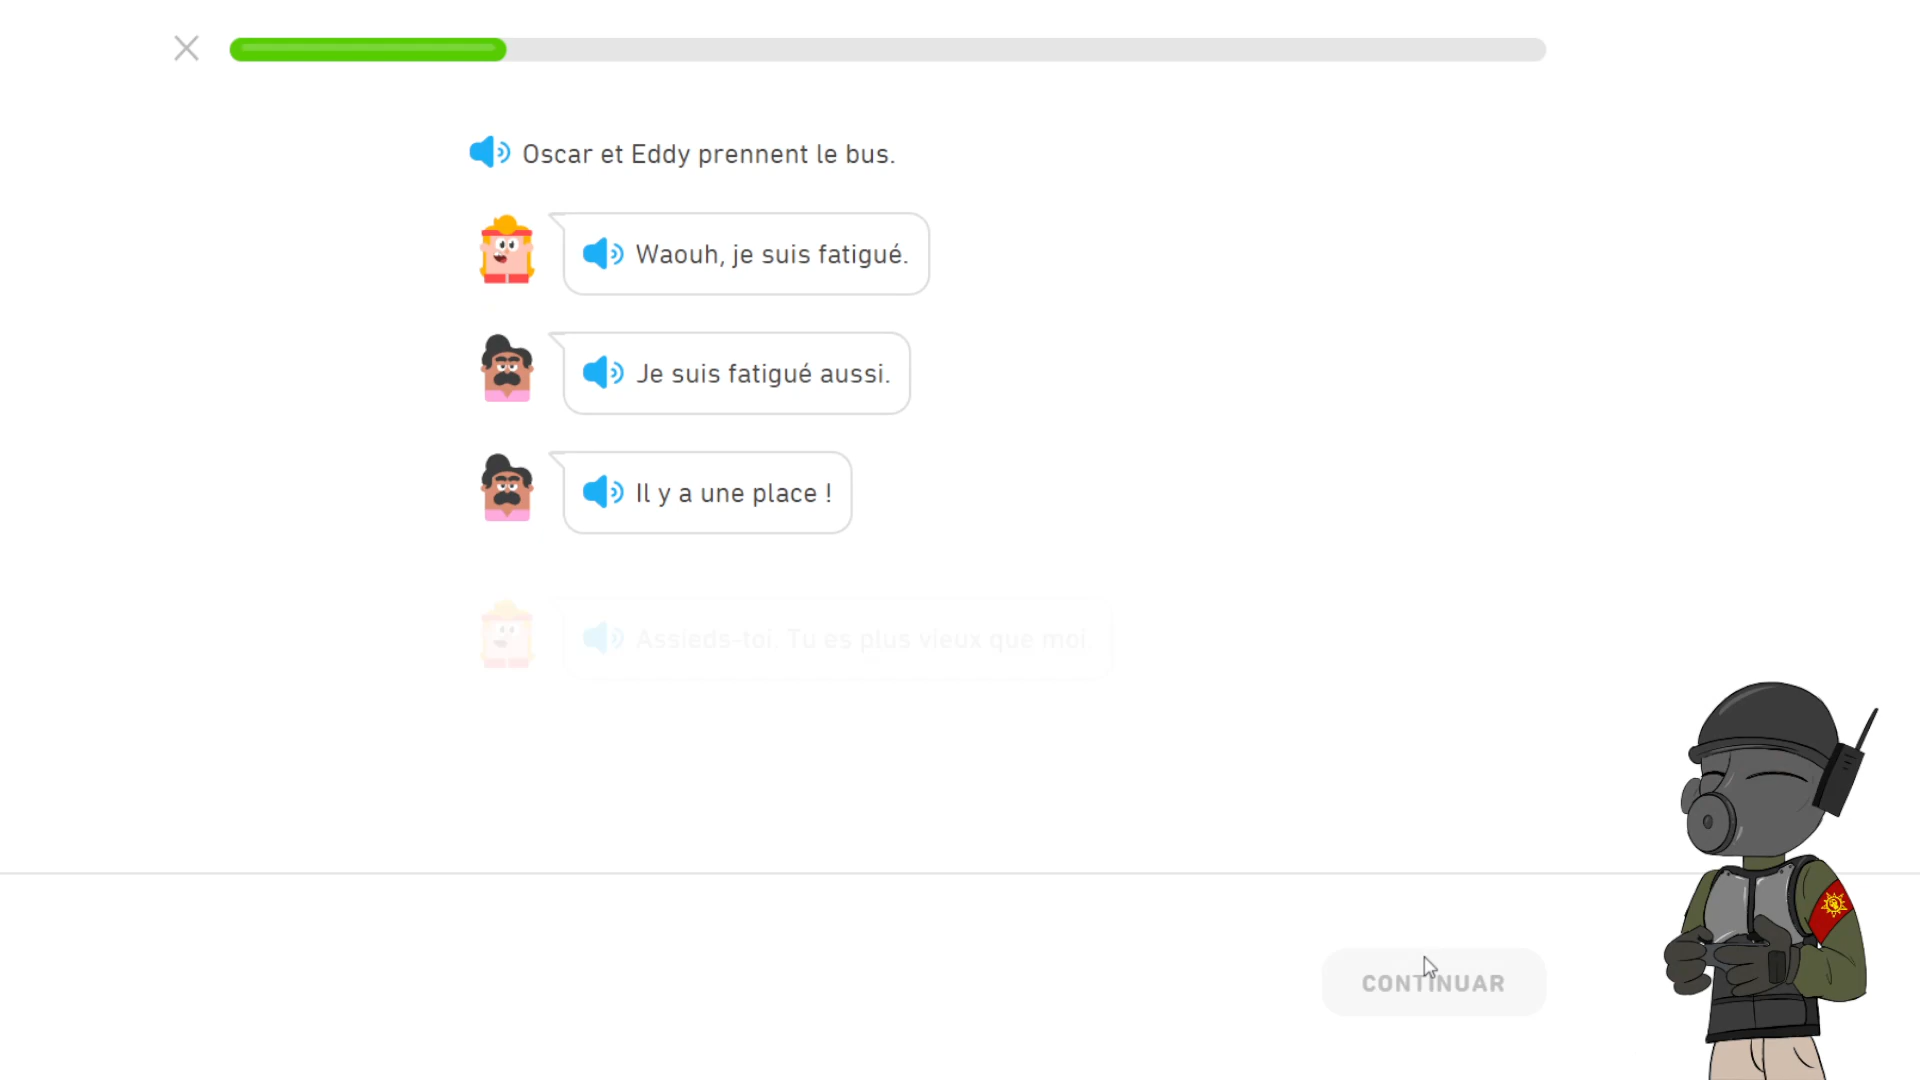 Oscar et Eddy prennent le bus.
Waouh, je suis fatigué.
Je suis fatigué aussi.
Il y a une place !
Assieds-toi. Tu es plus vieux que moi.
CONTINUAR